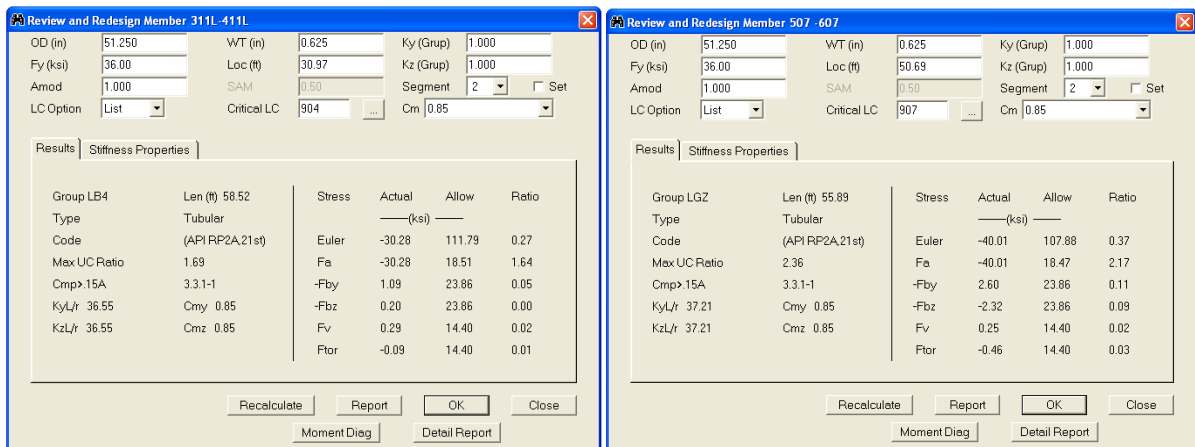 Review and Redesign Member 311L-411L
OD (in) 51.250 WT (in) 0.625 Ky (Grup) 1.000
Fy (ksi) 36.00 Loc (ft) 30.97 Kz (Grup) 1.000
Amod 1.000 SAM 0.50 Segment 2 Set
LC Option List Critical LC 904 ... Cm 0.85
Results Stiffness Properties
Group LB4 Len (ft) 58.52 Stress Actual Allow Ratio
Type Tubular (ksi)
Code (API RP2A,21st) Euler -30.28 111.79 0.27
Max UC Ratio 1.69 Fa -30.28 18.51 1.64
Cmp>.15A 3.3.1-1 -Fby 1.09 23.86 0.05
KyL/r 36.55 Cmy 0.85 -Fbz 0.20 23.86 0.00
KzL/r 36.55 Cmz 0.85 Fv 0.29 14.40 0.02
Ftor -0.09 14.40 0.01
Recalculate Report OK Close
Moment Diag Detail Report
Review and Redesign Member 507 -607
OD (in) 51.250 WT (in) 0.625 Ky (Grup) 1.000
Fy (ksi) 36.00 Loc (ft) 50.69 Kz (Grup) 1.000
Amod 1.000 SAM 0.50 Segment 2 Set
LC Option List Critical LC 907 ... Cm 0.85
Results Stiffness Properties
Group LGZ Len (ft) 55.89 Stress Actual Allow Ratio
Type Tubular (ksi)
Code (API RP2A,21st) Euler -40.01 107.88 0.37
Max UC Ratio 2.36 Fa -40.01 18.47 2.17
Cmp>.15A 3.3.1-1 -Fby 2.60 23.86 0.11
KyL/r 37.21 Cmy 0.85 -Fbz -2.32 23.86 0.09
KzL/r 37.21 Cmz 0.85 Fv 0.25 14.40 0.02
Ftor -0.46 14.40 0.03
Recalculate Report OK Close
Moment Diag Detail Report